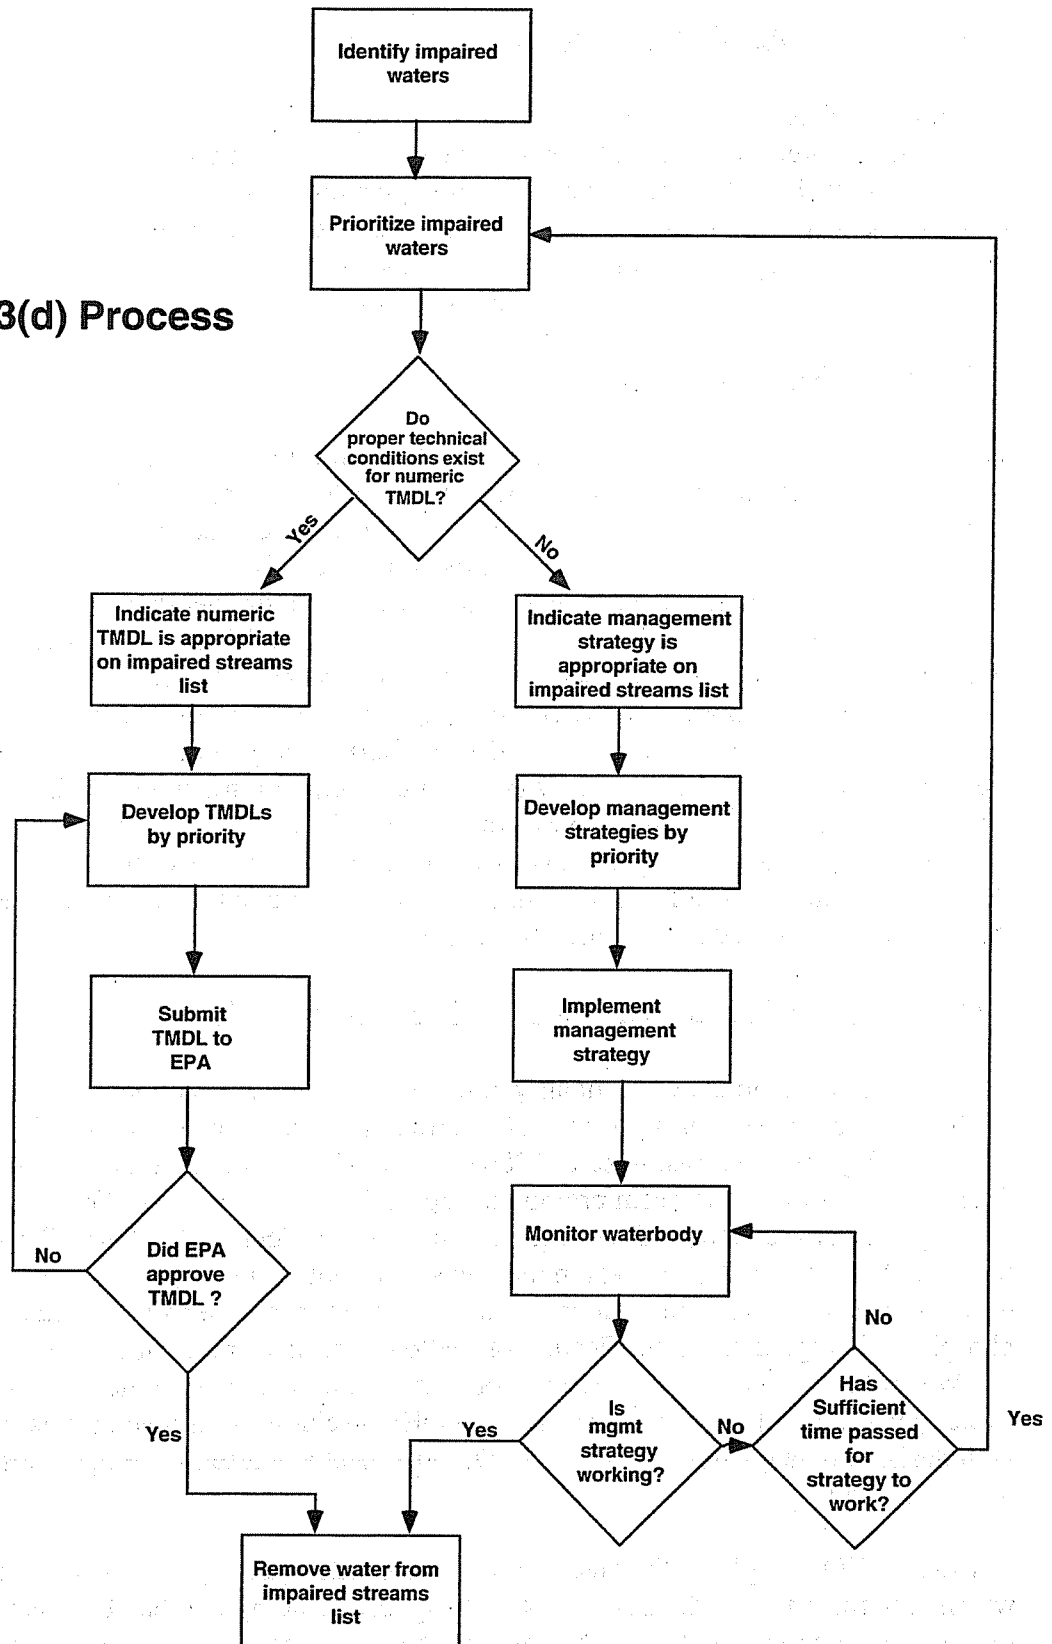 Identify impaired
waters
Prioritize impaired
waters
3(d) Process
Do
proper technical
conditions exist
for numeric
TMDL?
Yes
No
Indicate numeric
TMDL is appropriate
on impaired streams
list
Indicate management
strategy is
appropriate on
impaired streams list
Develop TMDLs
by priority
Develop management
strategies by
priority
Submit
TMDL to
EPA
Implement
management
strategy
Did EPA
approve
TMDL ?
No
Yes
Monitor waterbody
Is
mgmt
strategy
working?
Yes
No
Has
Sufficient
time passed
for
strategy to
work?
No
Yes
Remove water from
impaired streams
list